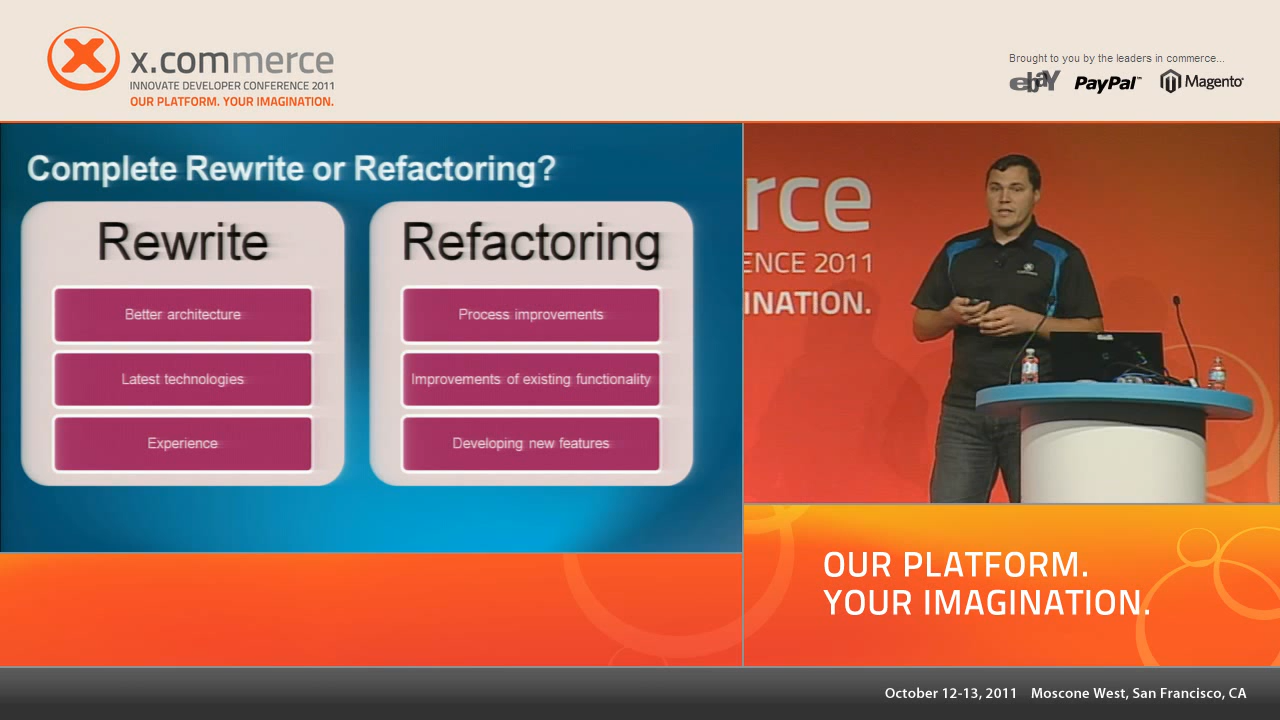 x.commerce
INNOVATE DEVELOPER CONFERENCE 2011
OUR PLATFORM. YOUR IMAGINATION.
Brought to you by the leaders in commerce...
ebaY PayPal™ Magento®
Complete Rewrite or Refactoring?
Rewrite
Better architecture
Latest technologies
Experience
Refactoring
Process improvements
Improvements of existing functionality
Developing new features
rce
ENCE 2011
INATION.
OUR PLATFORM.
YOUR IMAGINATION.
October 12-13, 2011 Moscone West, San Francisco, CA